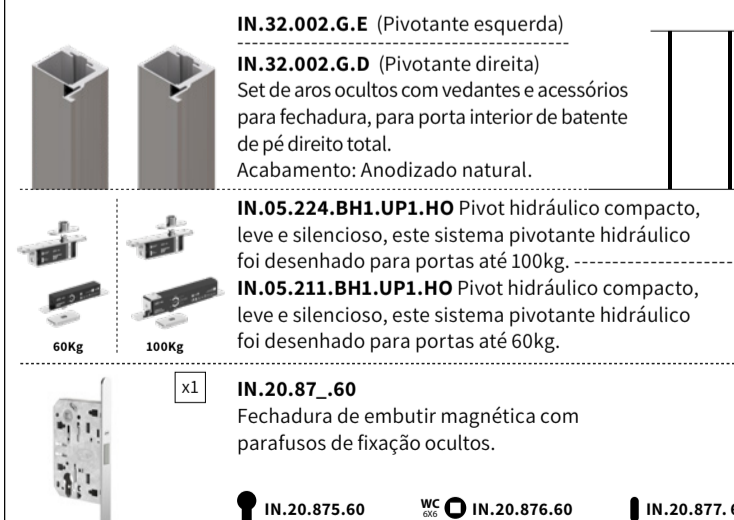 IN.32.002.G.E (Pivotante esquerda)
IN.32.002.G.D (Pivotante direita)
Set de aros ocultos com vedantes e acessórios
para fechadura, para porta interior de batente
de pé direito total.
Acabamento: Anodizado natural.
IN.05.224.BH1.UP1.HO Pivot hidráulico compacto,
leve e silencioso, este sistema pivotante hidráulico
foi desenhado para portas até 100kg.
IN.05.211.BH1.UP1.HO Pivot hidráulico compacto,
leve e silencioso, este sistema pivotante hidráulico
foi desenhado para portas até 60kg.
60Kg 100Kg
x1
IN.20.87_.60
Fechadura de embutir magnética com
parafusos de fixação ocultos.
IN.20.875.60 WC 6X6 IN.20.876.60 IN.20.877.